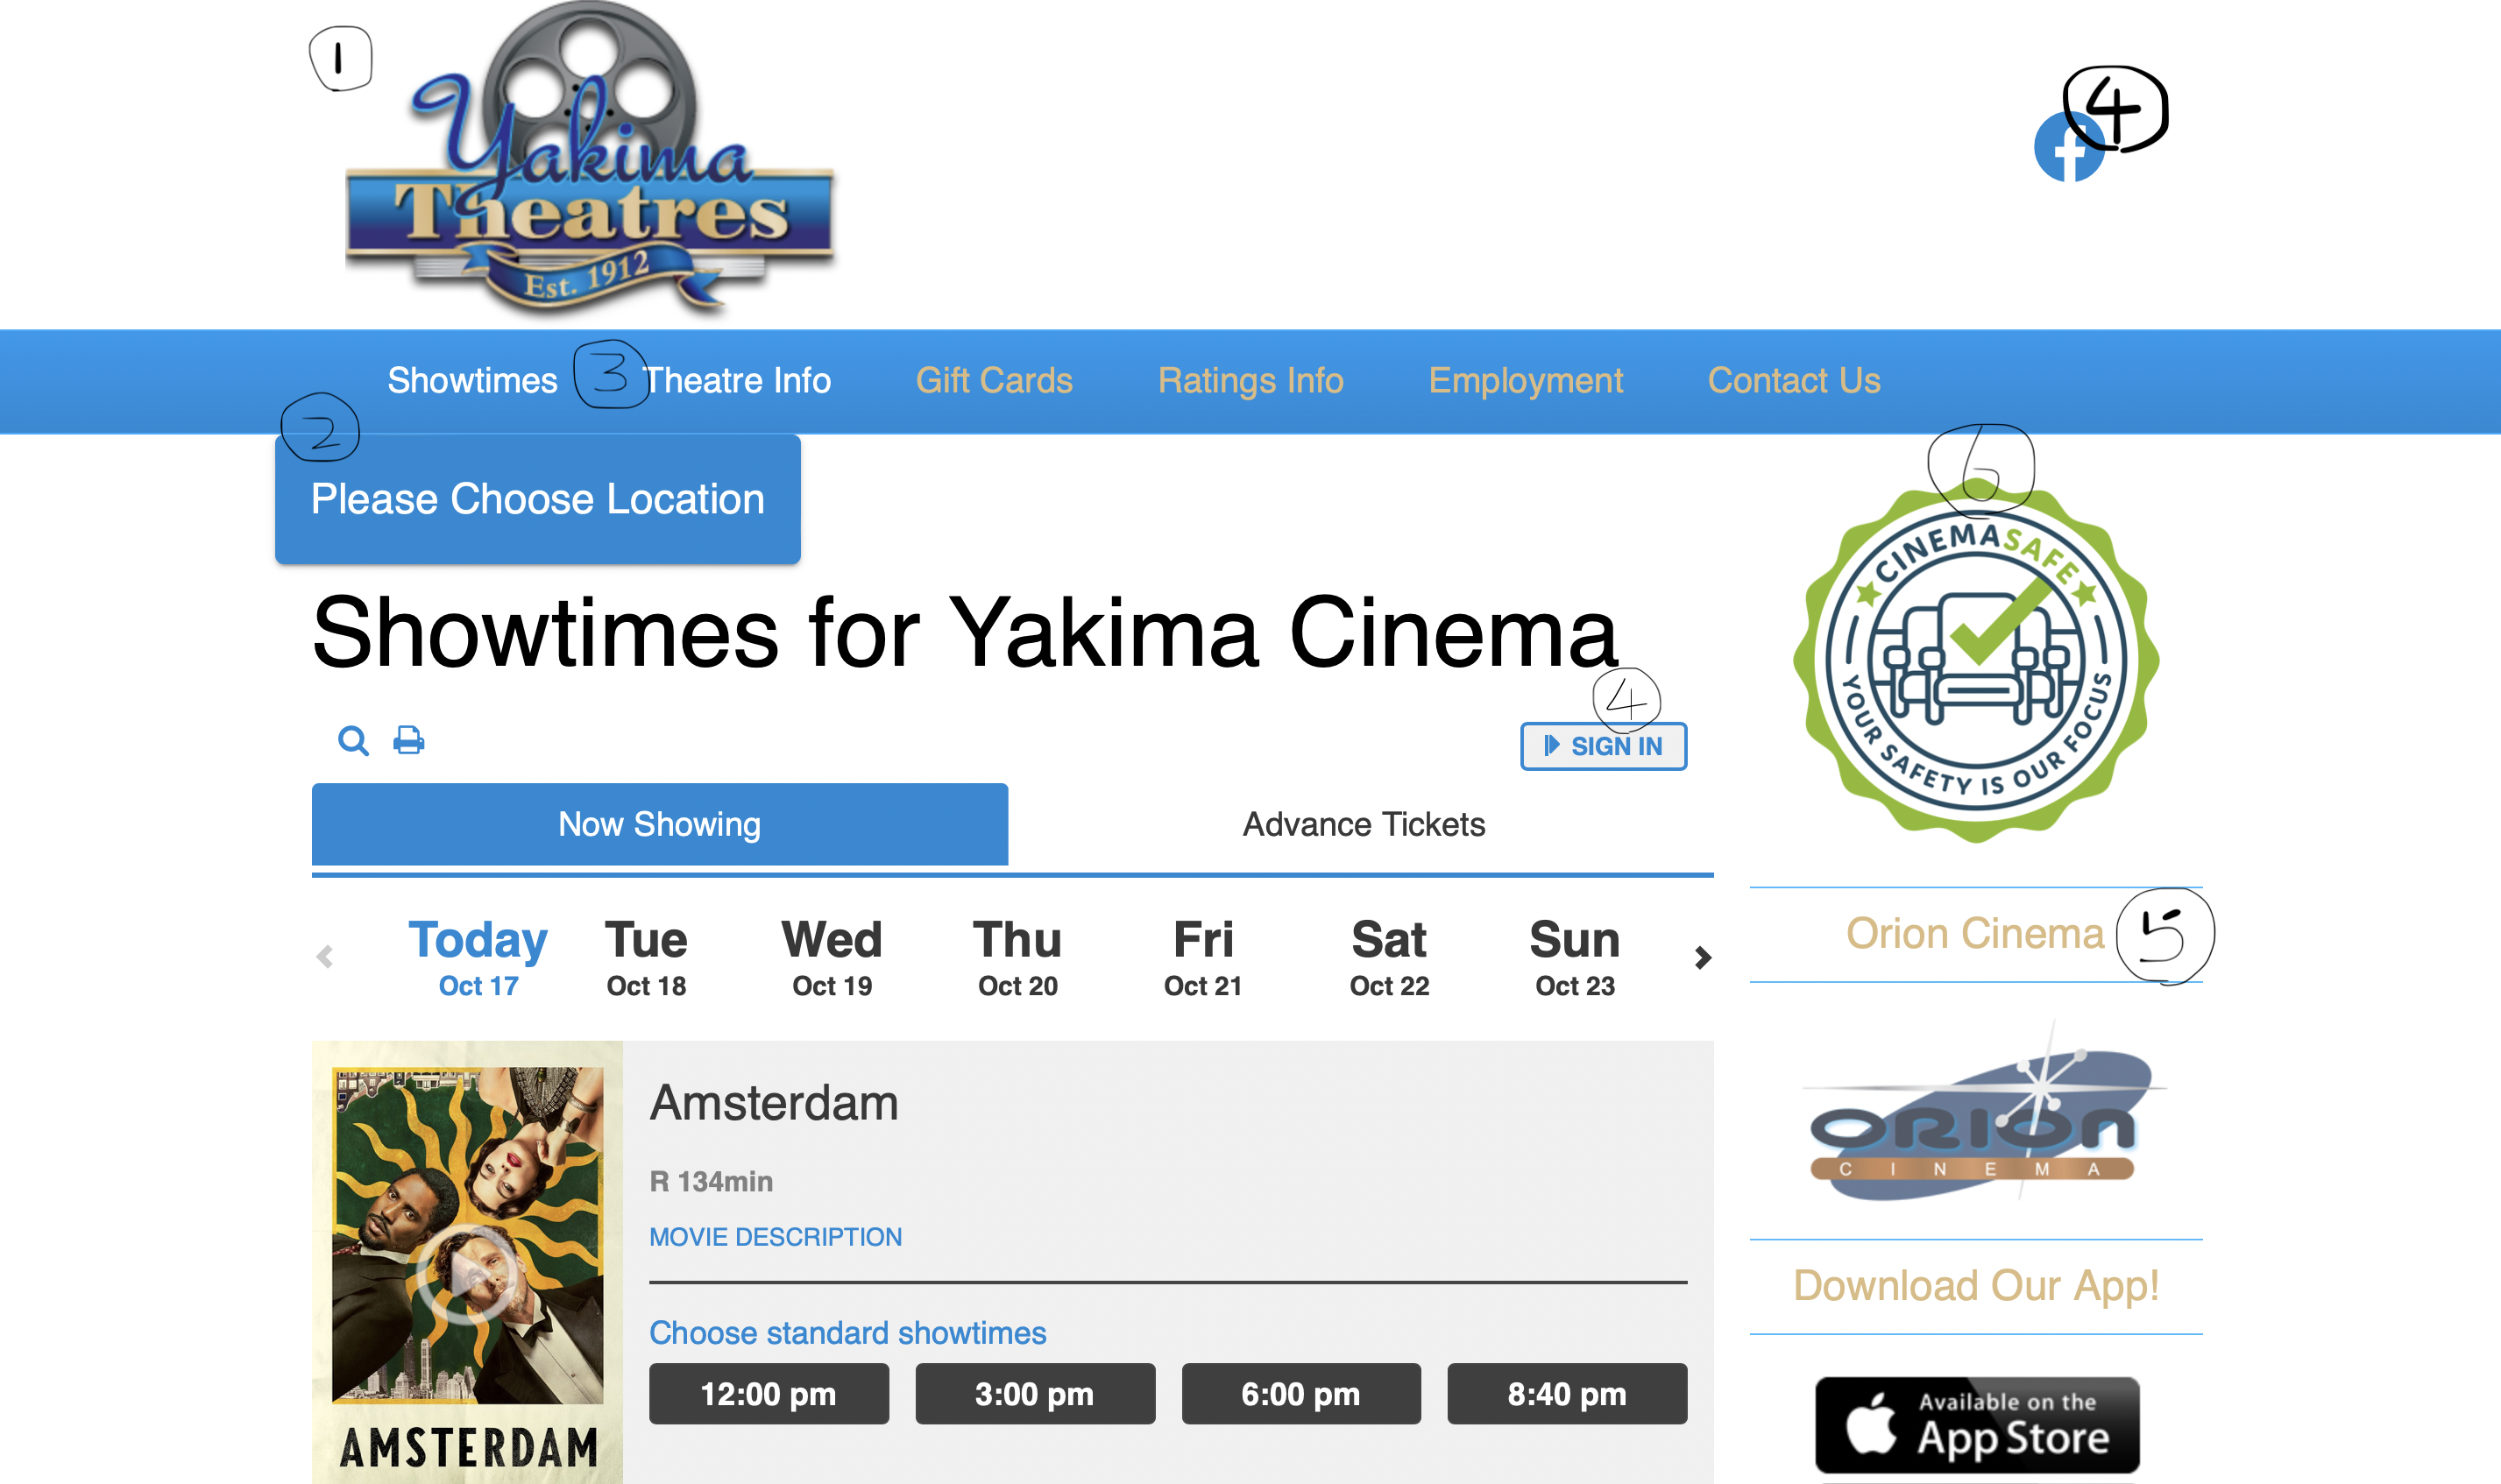 1
Yakima
Theatres
Est. 1912
4
f
Showtimes
3
Theatre Info
Gift Cards
Ratings Info
Employment
Contact Us
2
Please Choose Location
Showtimes for Yakima Cinema
4
SIGN IN
Now Showing
Advance Tickets
Today
Oct 17
Tue
Oct 18
Wed
Oct 19
Thu
Oct 20
Fri
Oct 21
Sat
Oct 22
Sun
Oct 23
AMSTERDAM
Amsterdam
R 134min
MOVIE DESCRIPTION
Choose standard showtimes
12:00 pm
3:00 pm
6:00 pm
8:40 pm
6
CINEMASAFE
YOUR SAFETY IS OUR FOCUS
Orion Cinema
5
ORION
CINEMA
Download Our App!
Available on the
App Store